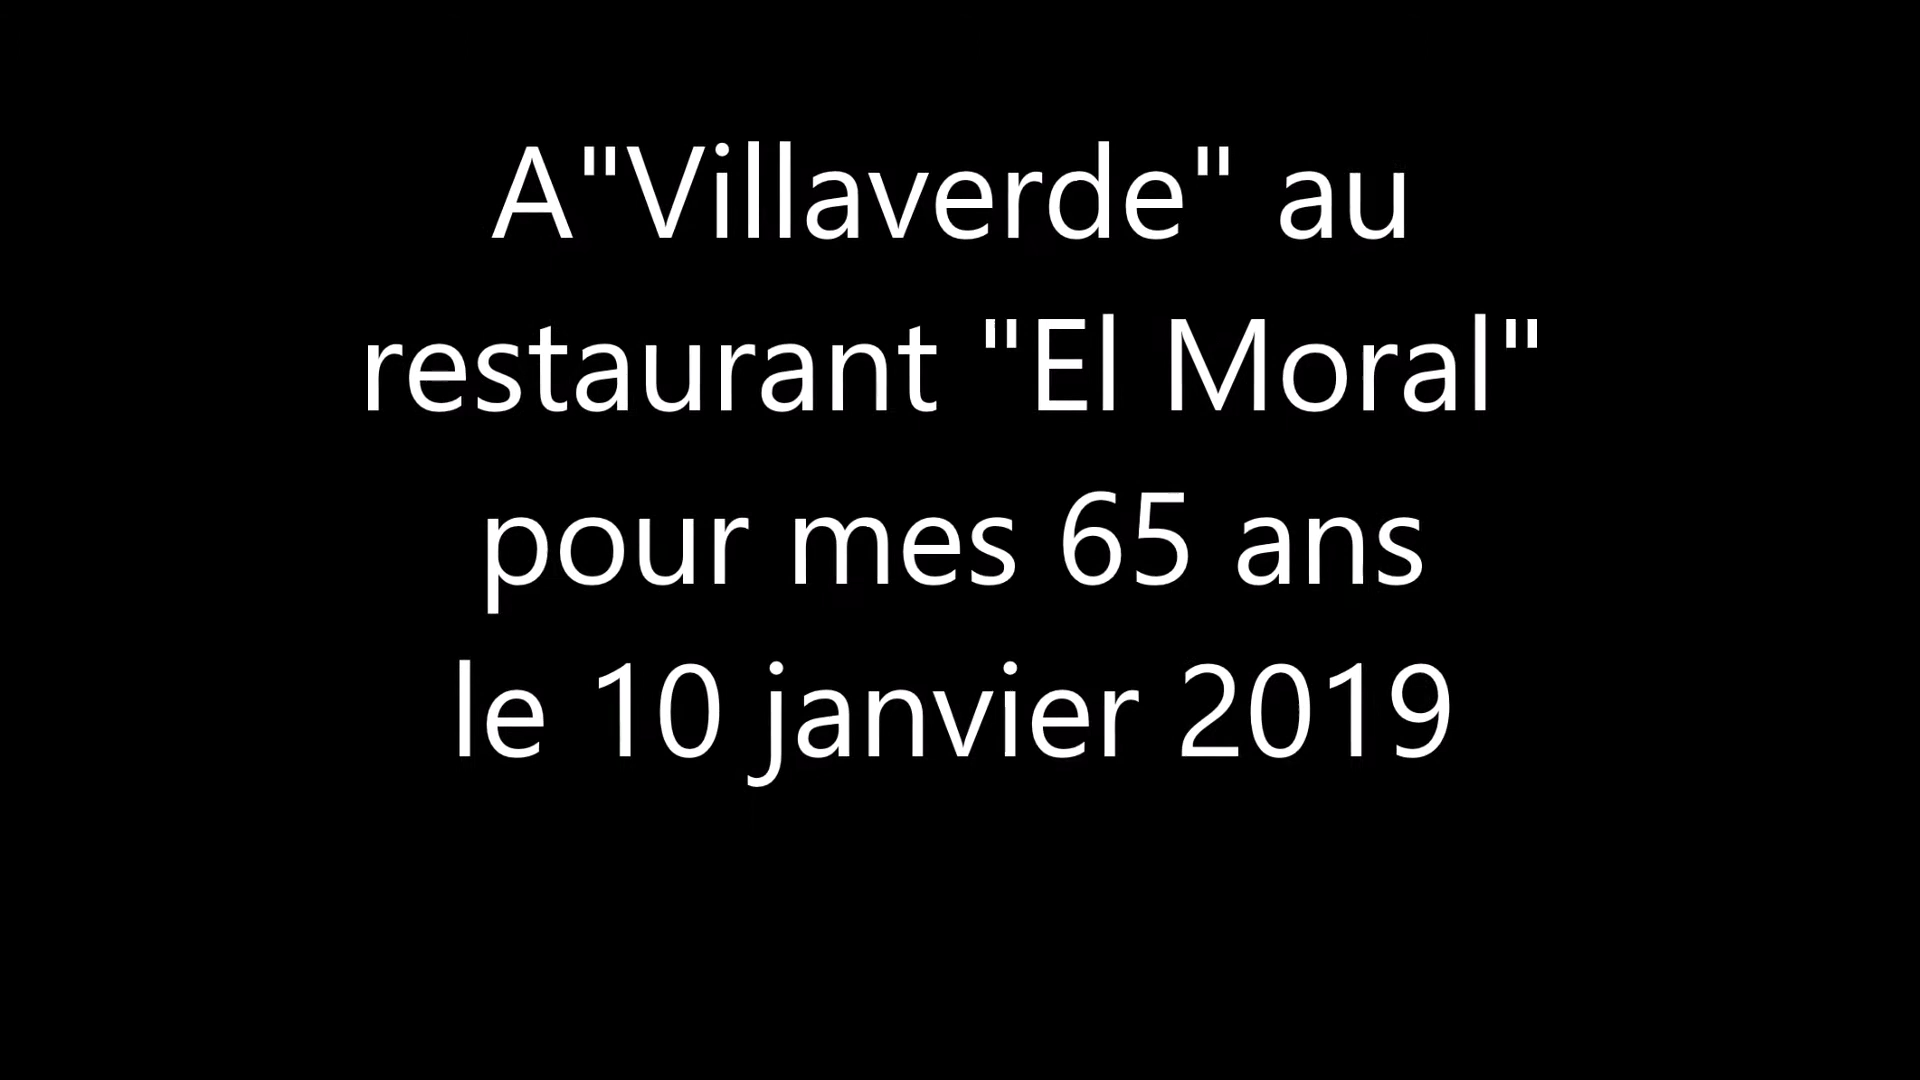 A"Villaverde" au
restaurant "El Moral"
pour mes 65 ans
le 10 janvier 2019